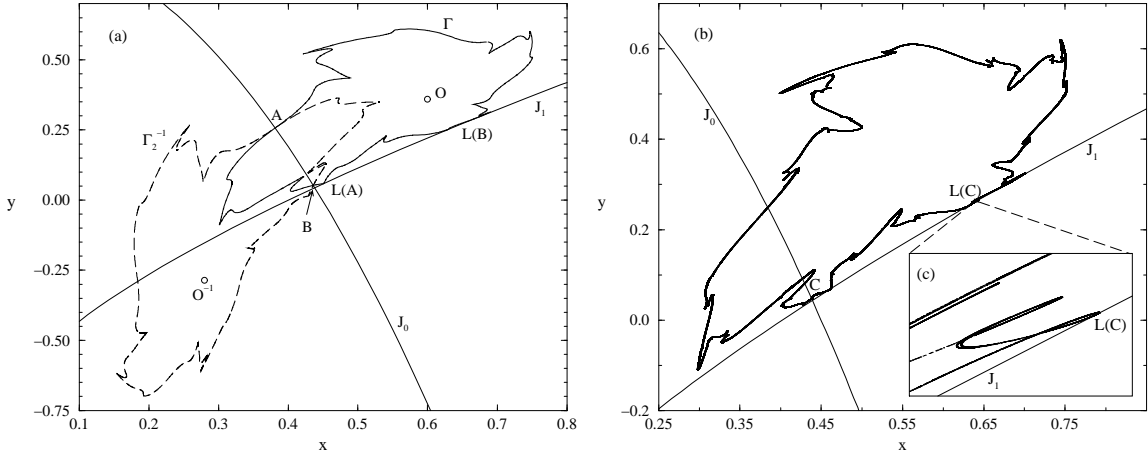 (a)
Γ
A
O
Γ₂⁻¹
J₁
L(B)
L(A)
B
O⁻¹
J₀
0.50
0.25
0.00
−0.25
−0.50
−0.75
y
0.1 0.2 0.3 0.4 0.5 0.6 0.7 0.8
x
(b)
J₀
J₁
L(C)
C
(c)
L(C)
J₁
0.6
0.4
0.2
0.0
−0.2
y
0.25 0.35 0.45 0.55 0.65 0.75
x